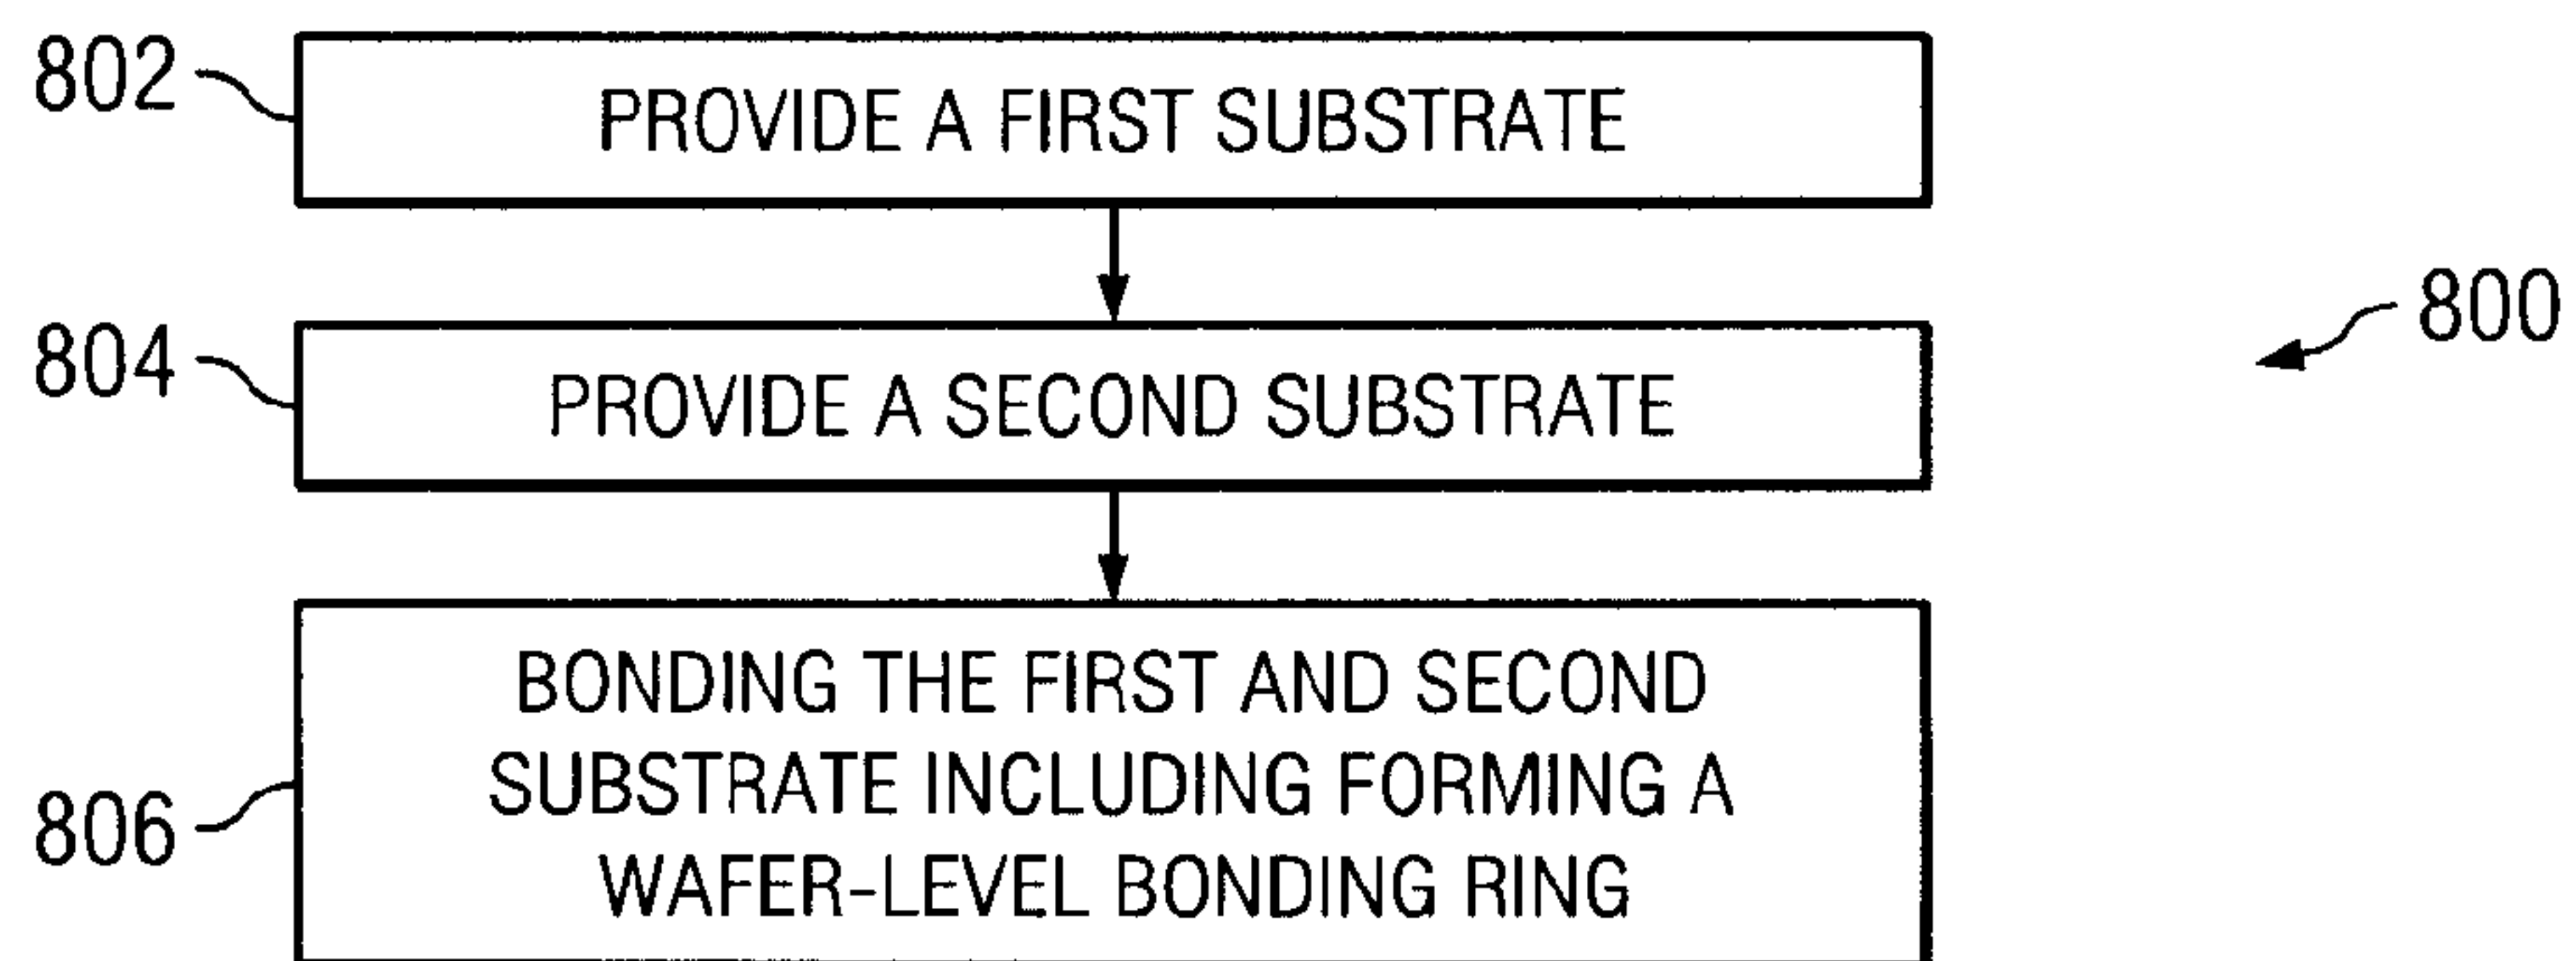 802
PROVIDE A FIRST SUBSTRATE
804
PROVIDE A SECOND SUBSTRATE
800
806
BONDING THE FIRST AND SECOND
SUBSTRATE INCLUDING FORMING A
WAFER-LEVEL BONDING RING